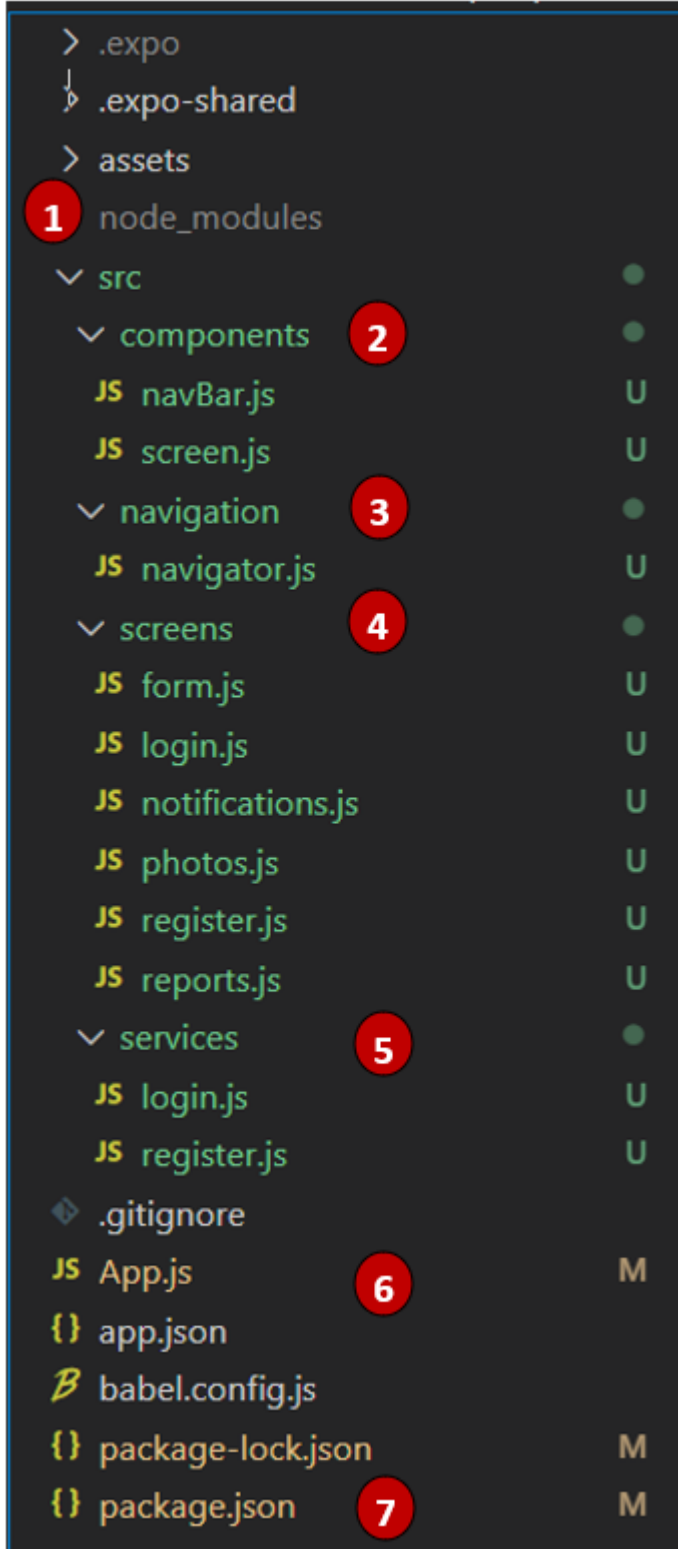 .expo
.expo-shared
assets
1 node_modules
src
components 2
JS navBar.js U
JS screen.js U
navigation 3
JS navigator.js U
screens 4
JS form.js U
JS login.js U
JS notifications.js U
JS photos.js U
JS register.js U
JS reports.js U
services 5
JS login.js U
JS register.js U
.gitignore
JS App.js 6 M
{} app.json
B babel.config.js
{} package-lock.json M
{} package.json 7 M